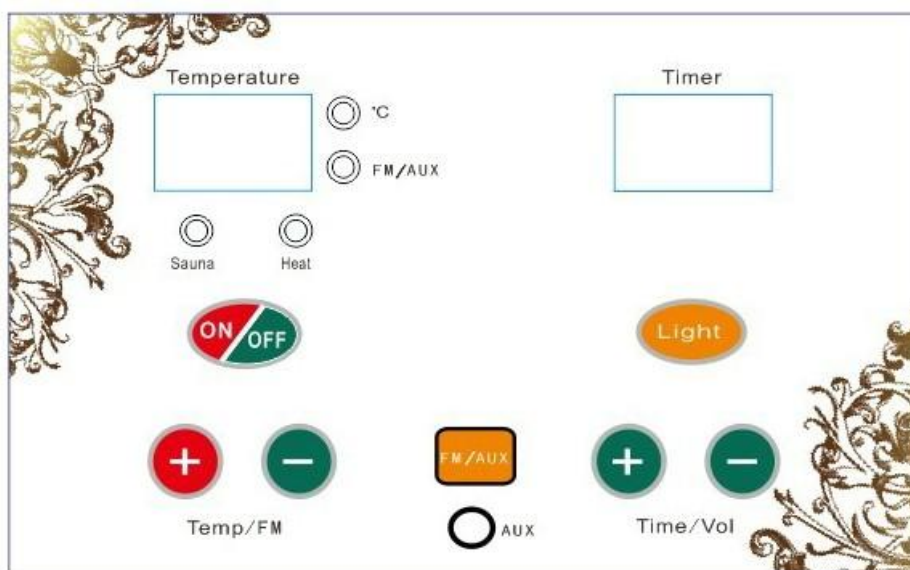 Temperature
Timer
°C
FM/AUX
Sauna
Heat
ON/OFF
Light
+
−
FM/AUX
+
−
Temp/FM
AUX
Time/Vol